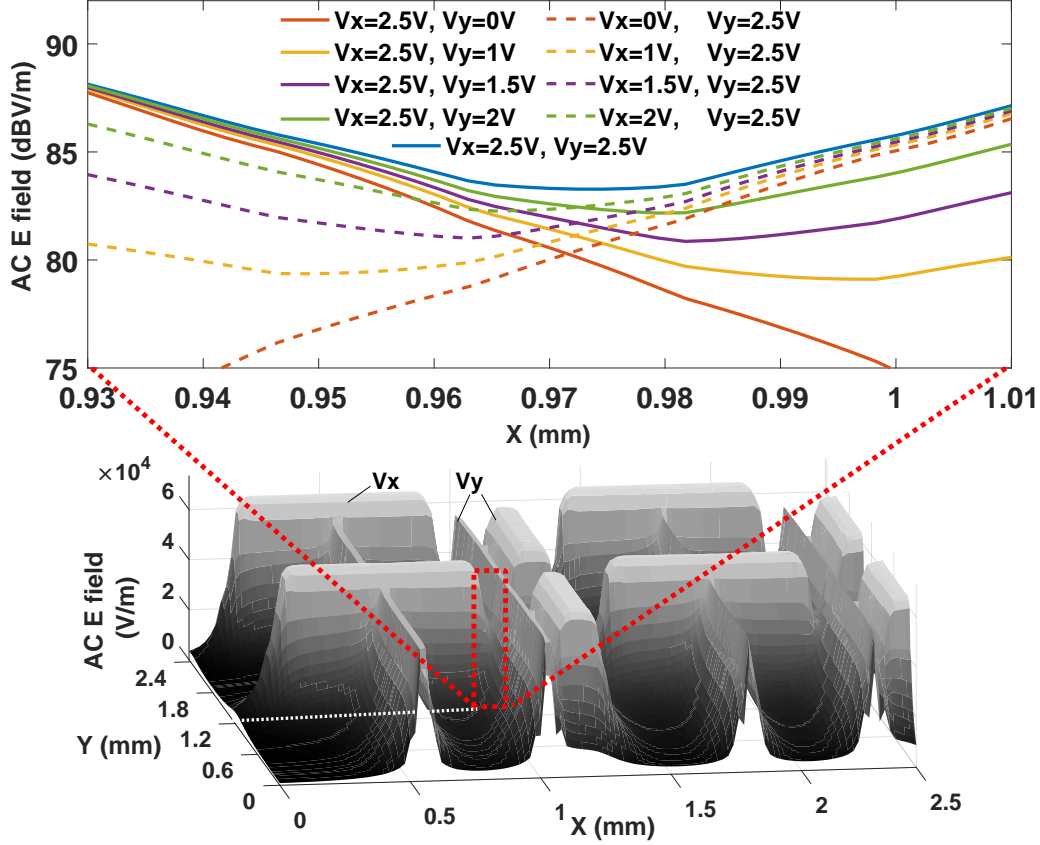 90
85
80
75
AC E field (dBV/m)
Vx=2.5V, Vy=0V
Vx=0V, Vy=2.5V
Vx=2.5V, Vy=1V
Vx=1V, Vy=2.5V
Vx=2.5V, Vy=1.5V
Vx=1.5V, Vy=2.5V
Vx=2.5V, Vy=2V
Vx=2V, Vy=2.5V
Vx=2.5V, Vy=2.5V
0.93 0.94 0.95 0.96 0.97 0.98 0.99 1 1.01
X (mm)
×10⁴
Vx
Vy
6
4
2
0
AC E field
(V/m)
2.4
1.8
1.2
0.6
0
Y (mm)
0 0.5 1 1.5 2 2.5
X (mm)